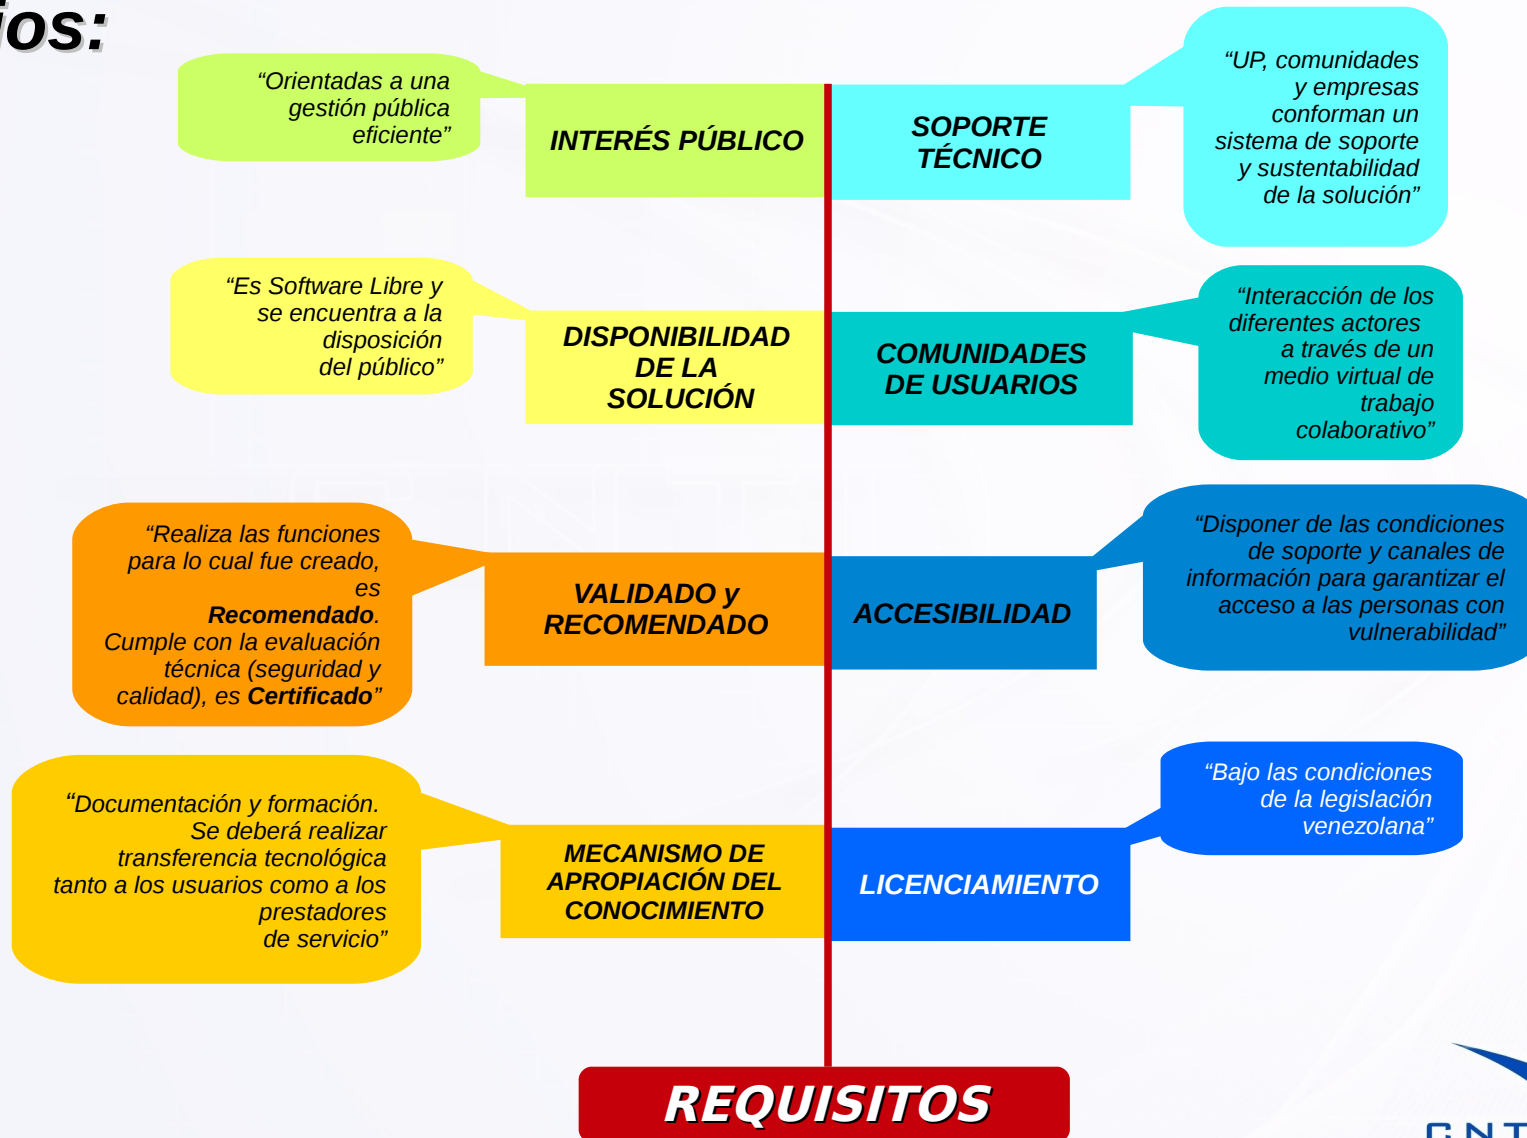 ios:
“Orientadas a una
gestión pública
eficiente”
INTERÉS PÚBLICO
SOPORTE
TÉCNICO
“UP, comunidades
y empresas
conforman un
sistema de soporte
y sustentabilidad
de la solución”
“Es Software Libre y
se encuentra a la
disposición
del público”
DISPONIBILIDAD
DE LA
SOLUCIÓN
COMUNIDADES
DE USUARIOS
“Interacción de los
diferentes actores
a través de un
medio virtual de
trabajo
colaborativo”
“Realiza las funciones
para lo cual fue creado,
es
Recomendado.
Cumple con la evaluación
técnica (seguridad y
calidad), es Certificado”
VALIDADO y
RECOMENDADO
ACCESIBILIDAD
“Disponer de las condiciones
de soporte y canales de
información para garantizar el
acceso a las personas con
vulnerabilidad”
“Documentación y formación.
Se deberá realizar
transferencia tecnológica
tanto a los usuarios como a los
prestadores
de servicio”
MECANISMO DE
APROPIACIÓN DEL
CONOCIMIENTO
LICENCIAMIENTO
“Bajo las condiciones
de la legislación
venezolana”
REQUISITOS
CNT